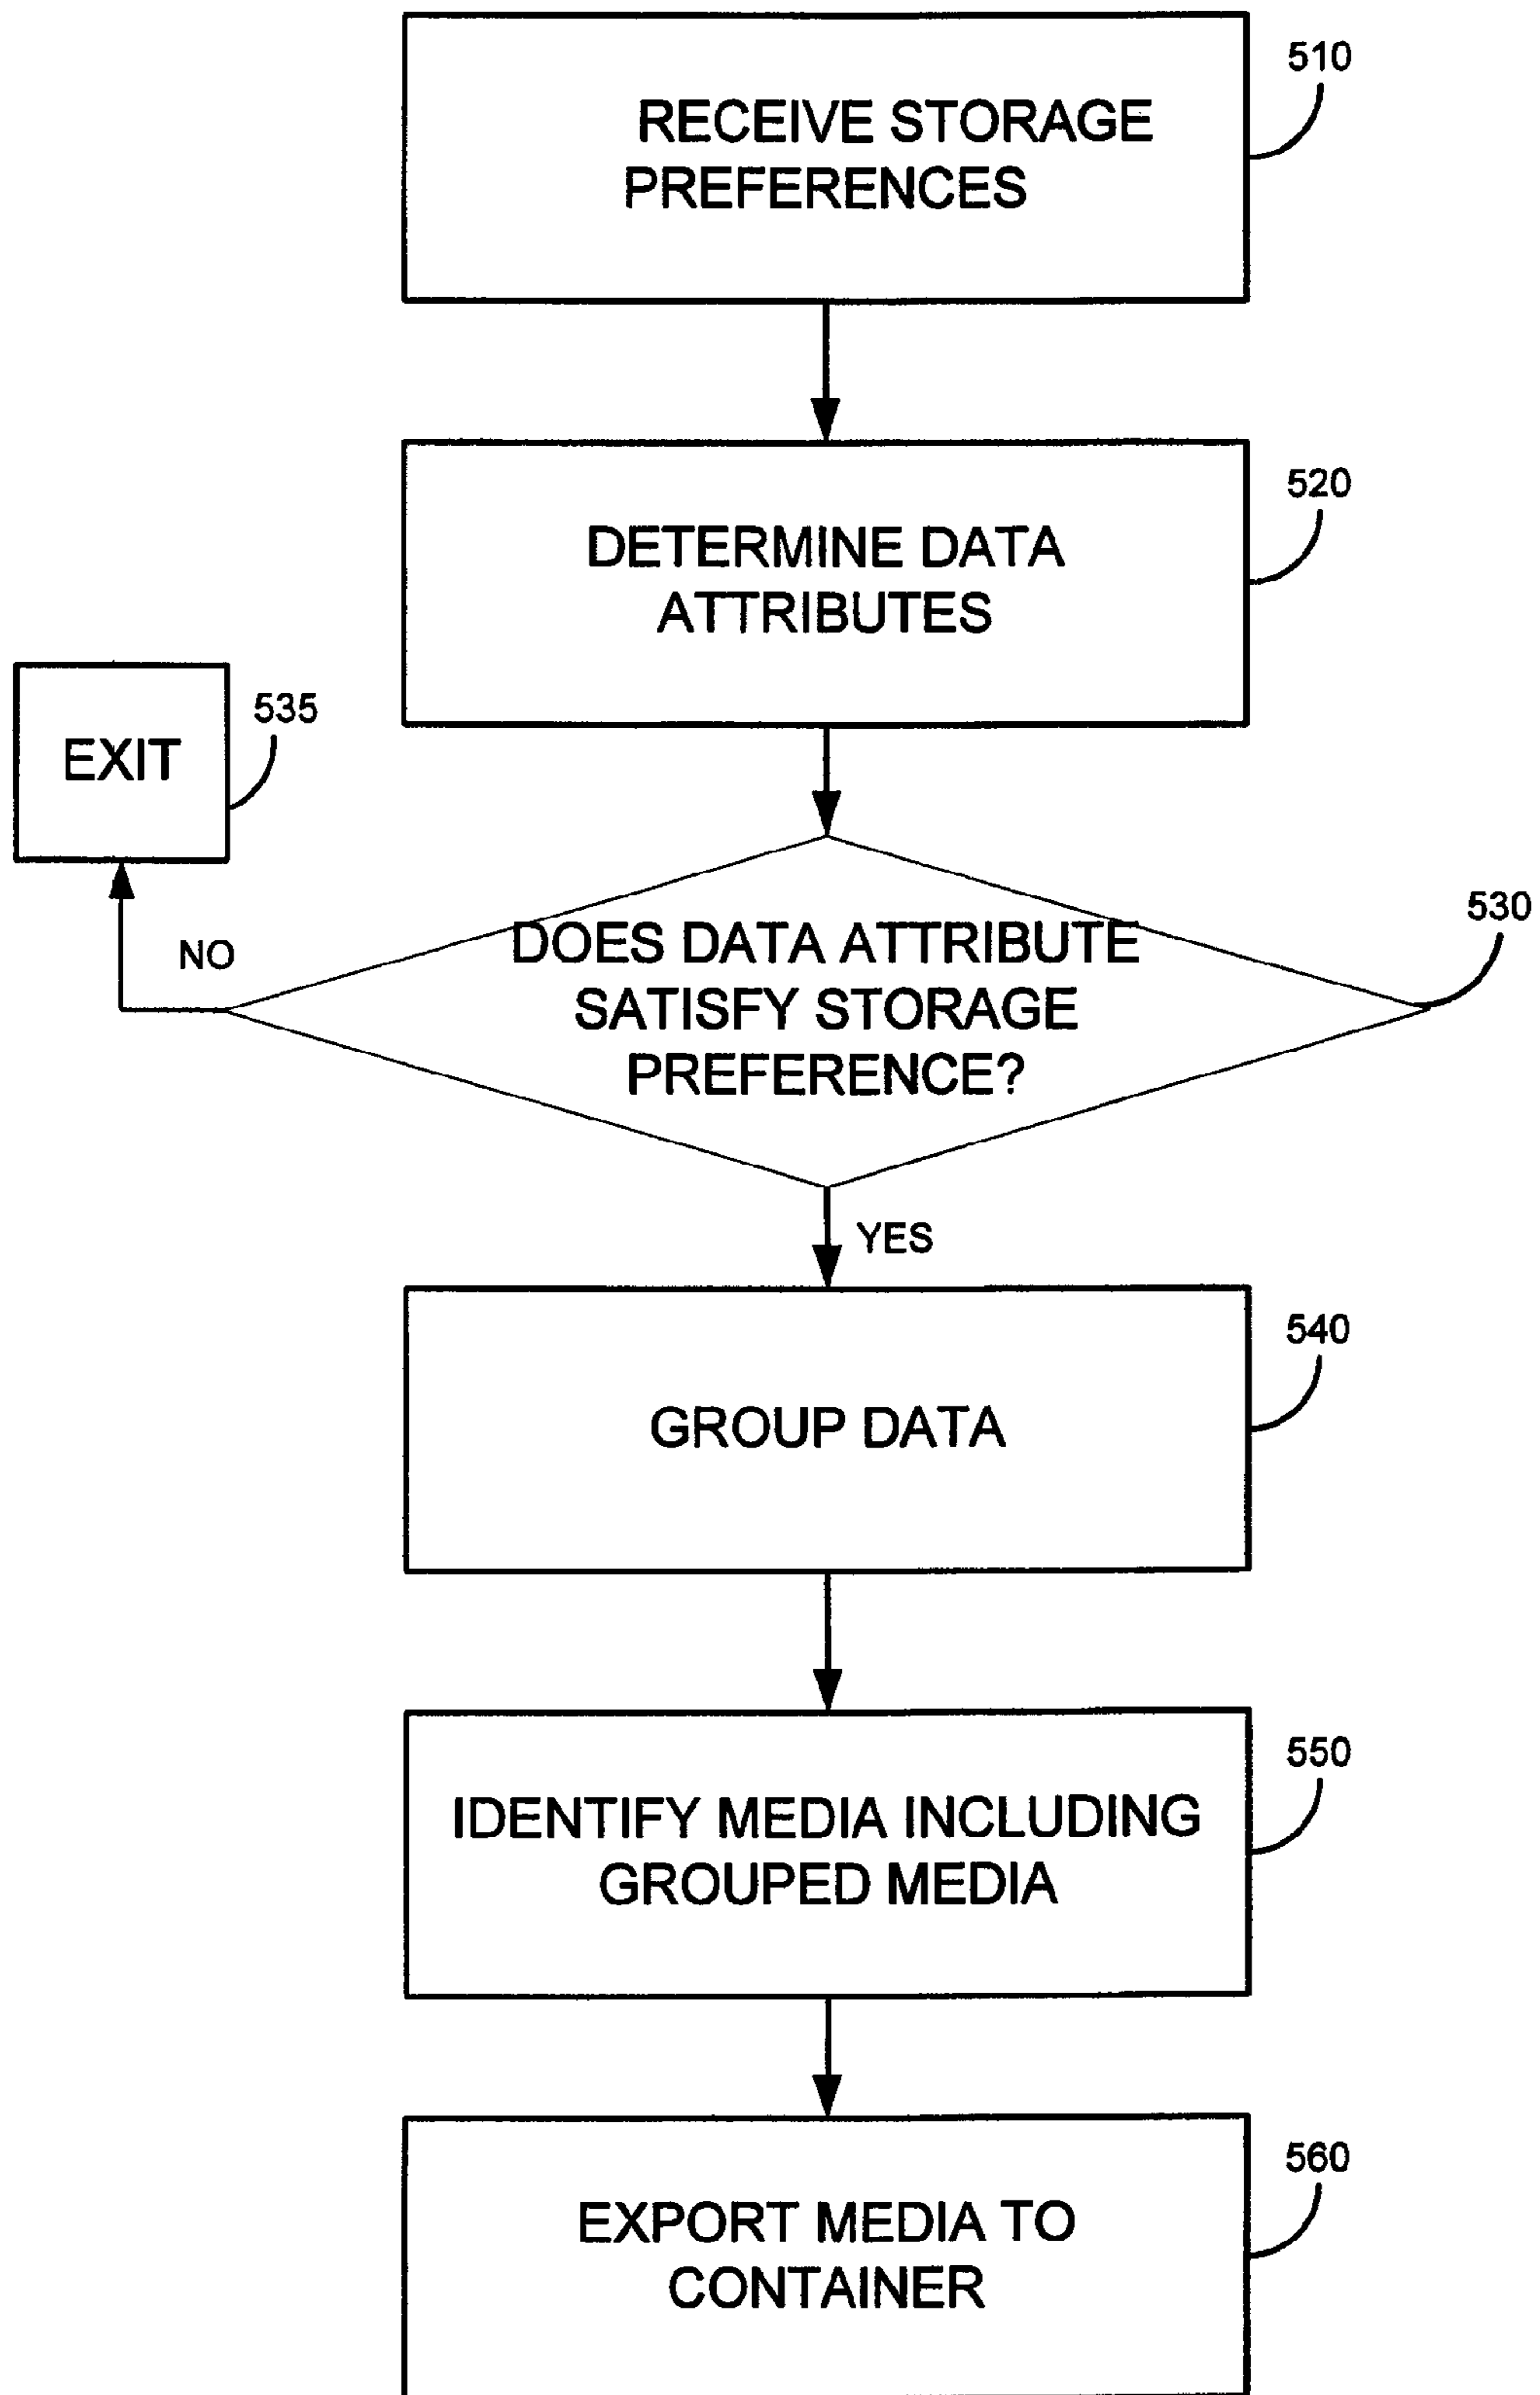 510
RECEIVE STORAGE
PREFERENCES
520
DETERMINE DATA
ATTRIBUTES
535
EXIT
530
NO
DOES DATA ATTRIBUTE
SATISFY STORAGE
PREFERENCE?
YES
540
GROUP DATA
550
IDENTIFY MEDIA INCLUDING
GROUPED MEDIA
560
EXPORT MEDIA TO
CONTAINER